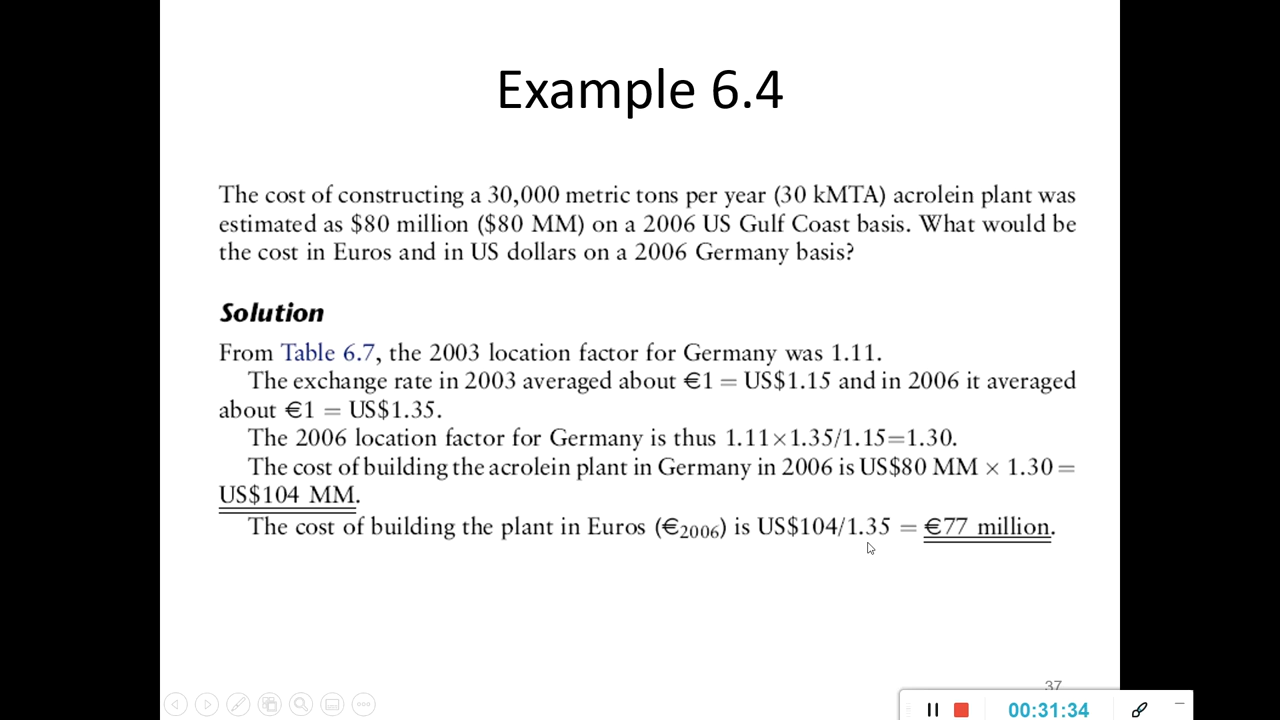 Example 6.4
The cost of constructing a 30,000 metric tons per year (30 kMTA) acrolein plant was
estimated as $80 million ($80 MM) on a 2006 US Gulf Coast basis. What would be
the cost in Euros and in US dollars on a 2006 Germany basis?
Solution
From Table 6.7, the 2003 location factor for Germany was 1.11.
The exchange rate in 2003 averaged about €1 = US$1.15 and in 2006 it averaged
about €1 = US$1.35.
The 2006 location factor for Germany is thus 1.11×1.35/1.15=1.30.
The cost of building the acrolein plant in Germany in 2006 is US$80 MM × 1.30 =
US$104 MM.
The cost of building the plant in Euros (€2006) is US$104/1.35 = €77 million.
37
00:31:34